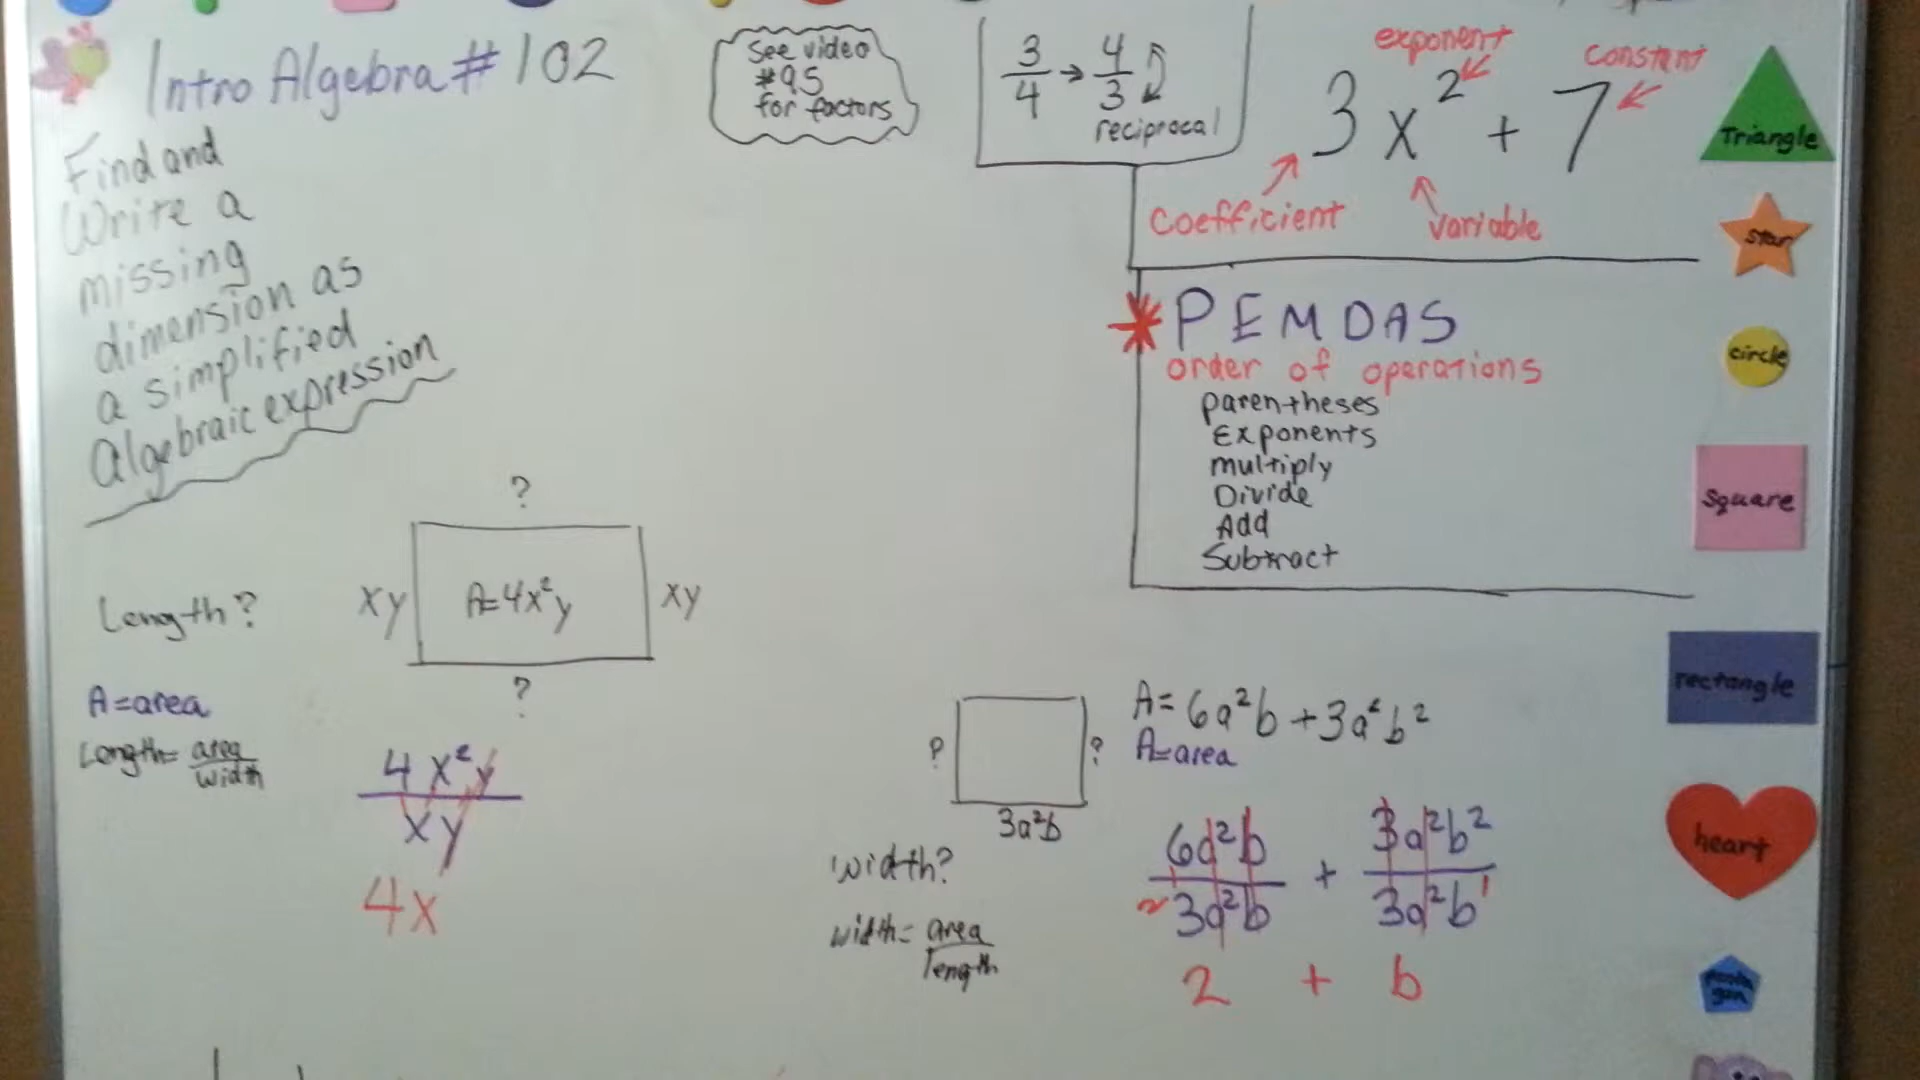 Intro Algebra #102
Find and
Write a
missing
dimension as
a simplified
Algebraic expression
See video
#95
for factors
3/4 → 4/3
reciprocal
exponent
constant
3x² + 7
Coefficient
variable
PEMDAS
order of operations
parentheses
Exponents
multiply
Divide
Add
Subtract
?
Length?
xy
A=4x²y
xy
?
A=area
Length= area/width
4x²y
xy
4x
?
?
3a²b
A= 6a²b + 3a²b²
A=area
width?
width= area/length
6a²b/3a²b + 3a²b²/3a²b
2 + b
Triangle
star
circle
square
rectangle
heart